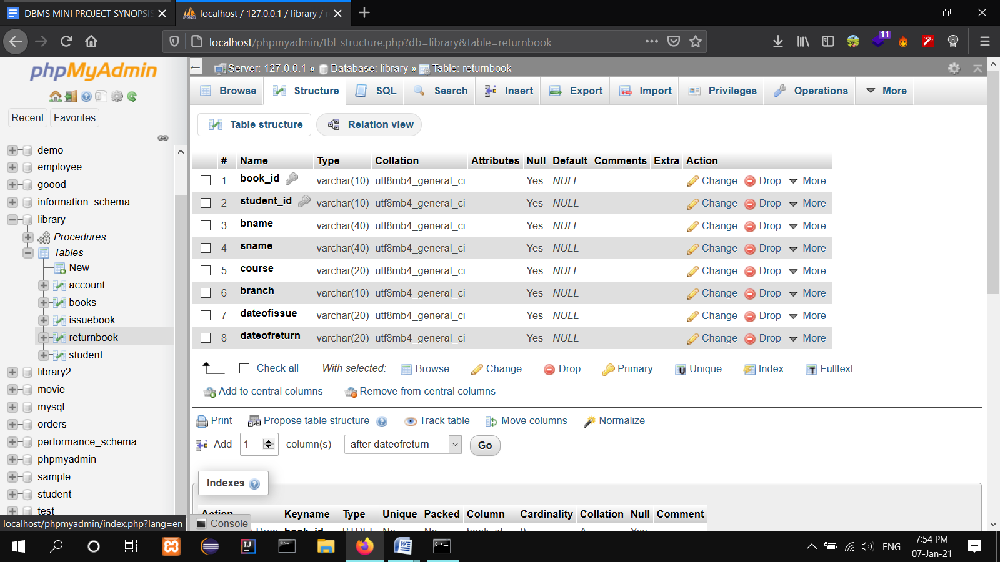 DBMS MINI PROJECT SYNOPSIS
localhost / 127.0.0.1 / library /
localhost/phpmyadmin/tbl_structure.php?db=library&table=returnbook
11
phpMyAdmin
Recent Favorites
demo
employee
goood
information_schema
library
Procedures
Tables
New
account
books
issuebook
returnbook
student
library2
movie
mysql
orders
performance_schema
phpmyadmin
sample
student
test
localhost/phpmyadmin/index.php?lang=en
Server: 127.0.0.1 » Database: library » Table: returnbook
Browse Structure SQL Search Insert Export Import Privileges Operations More
Table structure Relation view
# Name Type Collation Attributes Null Default Comments Extra Action
1 book_id varchar(10) utf8mb4_general_ci Yes NULL Change Drop More
2 student_id varchar(10) utf8mb4_general_ci Yes NULL Change Drop More
3 bname varchar(40) utf8mb4_general_ci Yes NULL Change Drop More
4 sname varchar(40) utf8mb4_general_ci Yes NULL Change Drop More
5 course varchar(20) utf8mb4_general_ci Yes NULL Change Drop More
6 branch varchar(10) utf8mb4_general_ci Yes NULL Change Drop More
7 dateofissue varchar(20) utf8mb4_general_ci Yes NULL Change Drop More
8 dateofreturn varchar(20) utf8mb4_general_ci Yes NULL Change Drop More
Check all With selected: Browse Change Drop Primary Unique Index Fulltext
Add to central columns Remove from central columns
Print Propose table structure Track table Move columns Normalize
Add 1 column(s) after dateofreturn Go
Indexes
Action Keyname Type Unique Packed Column Cardinality Collation Null Comment
Drop book_id BTREE No No book_id 0 A Yes
Console
ENG
7:54 PM
07-Jan-21